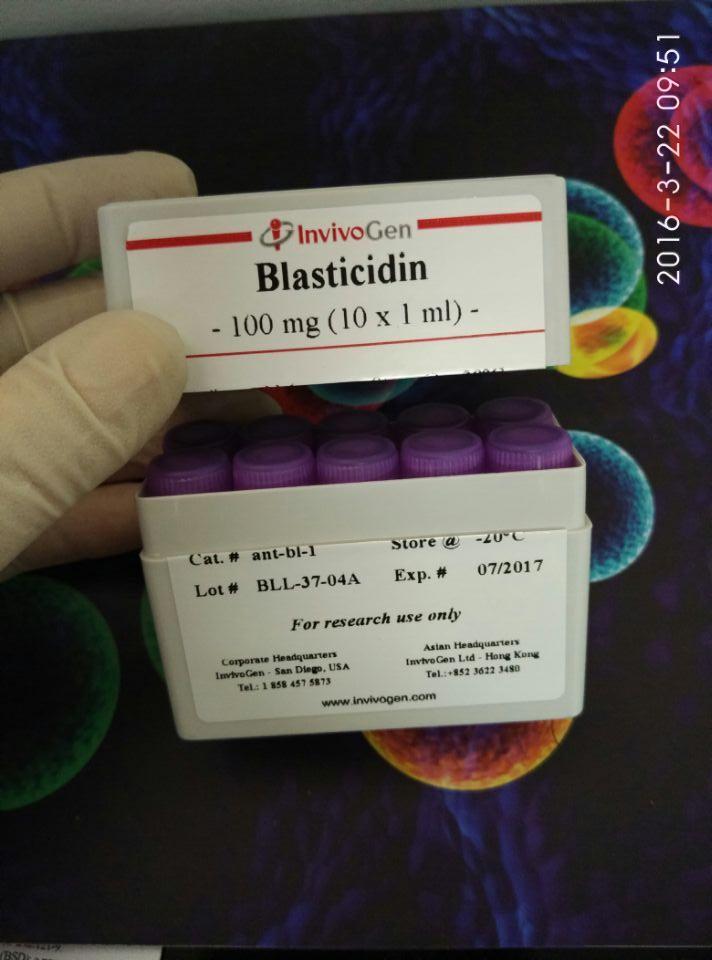 2016-3-22 09:51
InvivoGen
Blasticidin
- 100 mg (10 x 1 ml) -
Cat. # ant-bl-1 Store @ -20°C
Lot # BLL-37-04A Exp. # 07/2017
For research use only
Corporate Headquarters
InvivoGen - San Diego, USA
Tel.: 1 858 457 5873
Asian Headquarters
InvivoGen Ltd - Hong Kong
Tel.:+852 3622 3480
www.invivogen.com